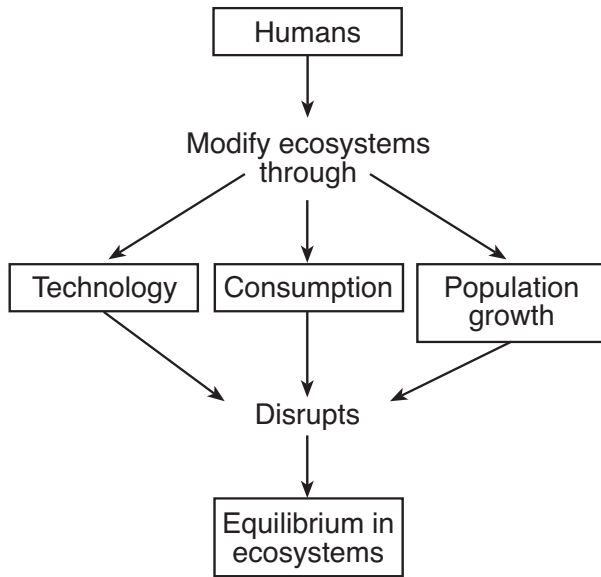 Humans
Modify ecosystems
through
Technology
Consumption
Population
growth
Disrupts
Equilibrium in
ecosystems